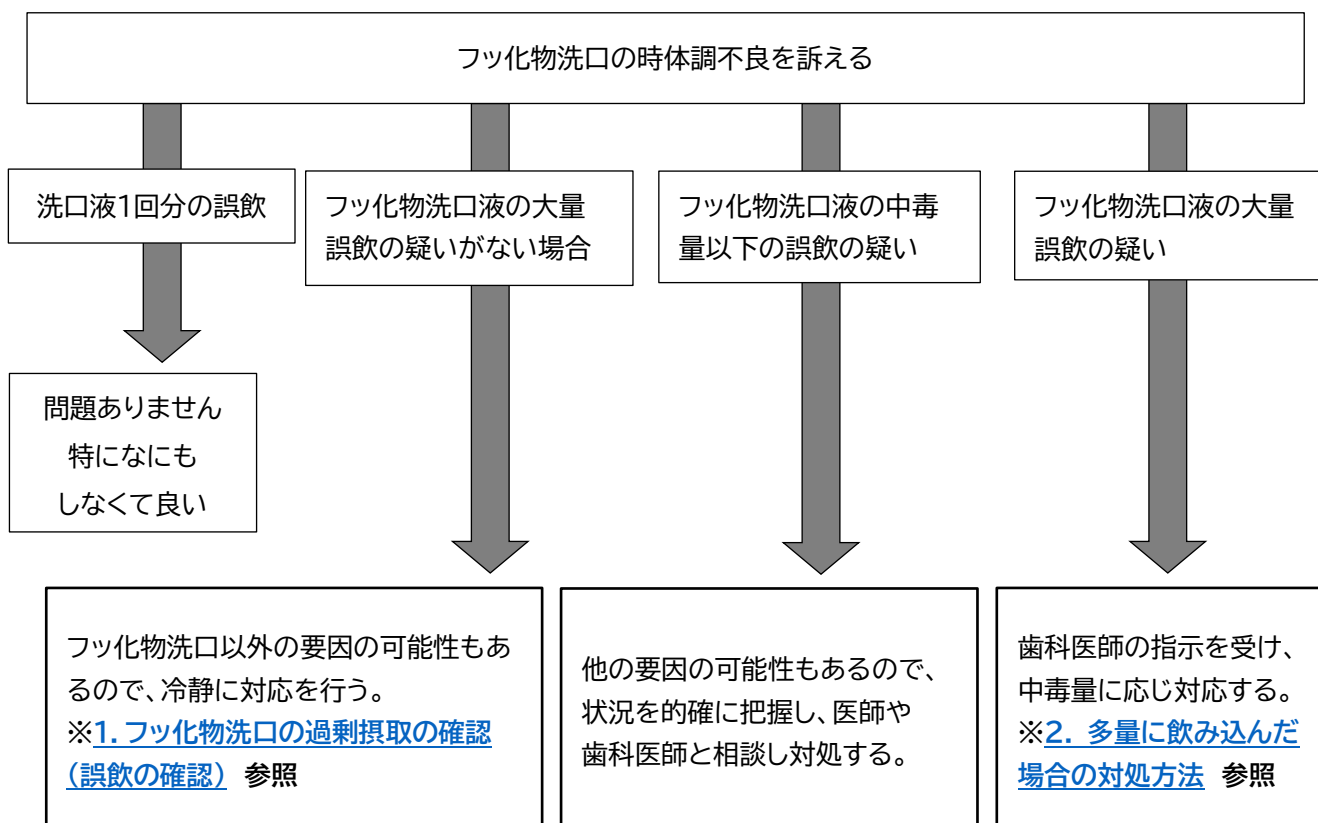 フッ化物洗口の時体調不良を訴える
洗口液1回分の誤飲
フッ化物洗口液の大量
誤飲の疑いがない場合
フッ化物洗口液の中毒
量以下の誤飲の疑い
フッ化物洗口液の大量
誤飲の疑い
問題ありません
特になにも
しなくて良い
フッ化物洗口以外の要因の可能性もあ
るので、冷静に対応を行う。
※1.フッ化物洗口の過剰摂取の確認
(誤飲の確認) 参照
他の要因の可能性もあるので、
状況を的確に把握し、医師や
歯科医師と相談し対処する。
歯科医師の指示を受け、
中毒量に応じ対応する。
※2. 多量に飲み込んだ
場合の対処方法 参照